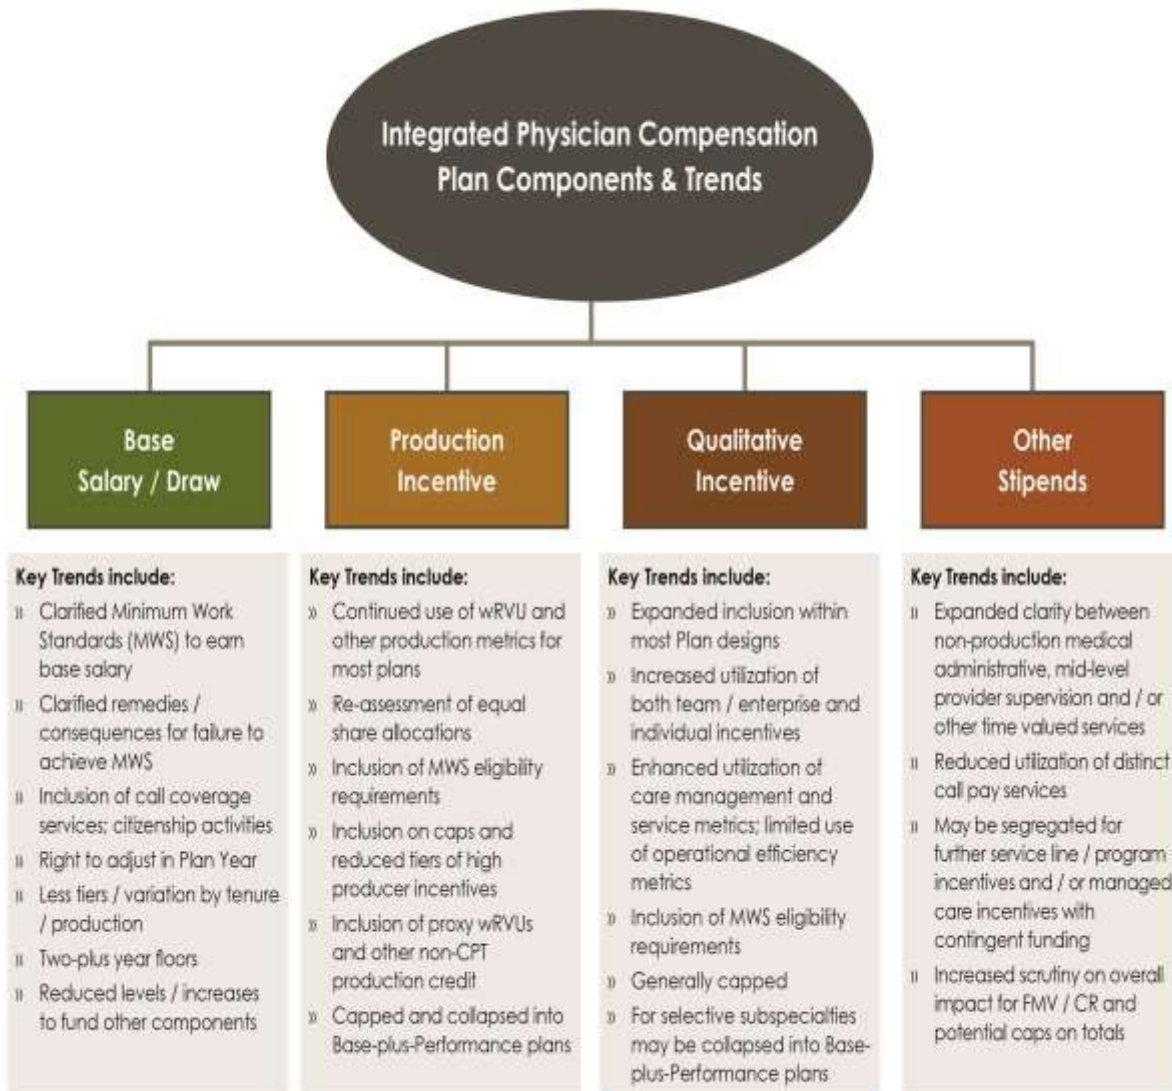 Integrated Physician Compensation
Plan Components & Trends
Base
Salary / Draw
Production
Incentive
Qualitative
Incentive
Other
Stipends
Key Trends include:
» Clarified Minimum Work
Standards (MWS) to earn
base salary
» Clarified remedies /
consequences for failure to
achieve MWS
» Inclusion of call coverage
services; citizenship activities
» Right to adjust in Plan Year
» Less tiers / variation by tenure
/ production
» Two-plus year floors
» Reduced levels / increases
to fund other components
Key Trends include:
» Continued use of wRVU and
other production metrics for
most plans
» Re-assessment of equal
share allocations
» Inclusion of MWS eligibility
requirements
» Inclusion on caps and
reduced tiers of high
producer incentives
» Inclusion of proxy wRVUs
and other non-CPT
production credit
» Capped and collapsed into
Base-plus-Performance plans
Key Trends include:
» Expanded inclusion within
most Plan designs
» Increased utilization of
both team / enterprise and
individual incentives
» Enhanced utilization of
care management and
service metrics; limited use
of operational efficiency
metrics
» Inclusion of MWS eligibility
requirements
» Generally capped
» For selective subspecialties
may be collapsed into Base-
plus-Performance plans
Key Trends include:
» Expanded clarity between
non-production medical
administrative, mid-level
provider supervision and / or
other time valued services
» Reduced utilization of distinct
call pay services
» May be segregated for
further service line / program
incentives and / or managed
care incentives with
contingent funding
» Increased scrutiny on overall
impact for FMV / CR and
potential caps on totals